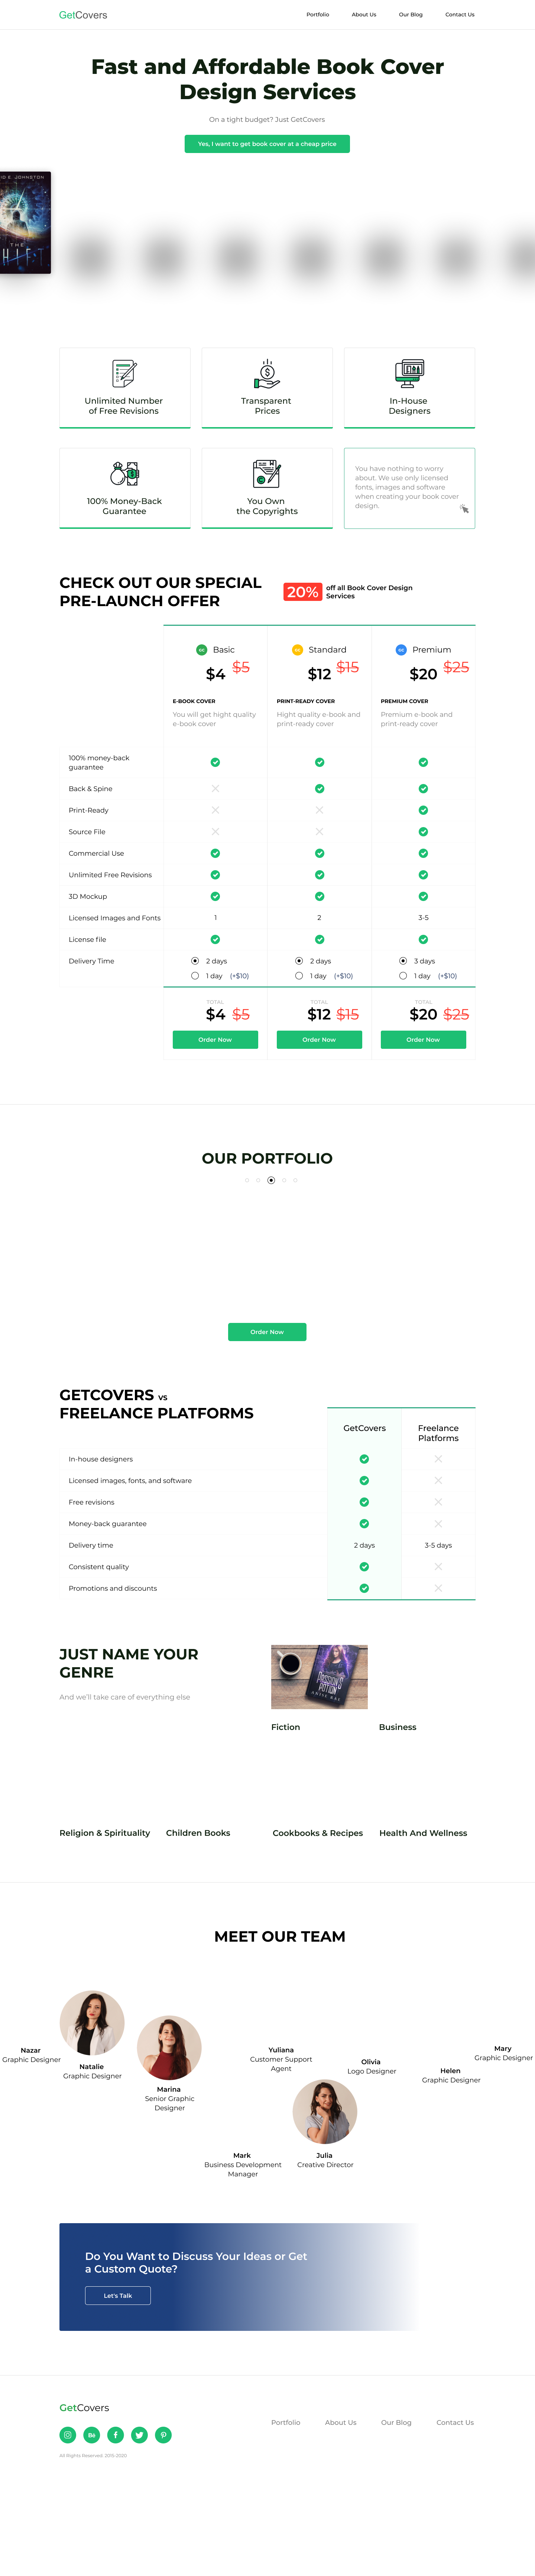 GetCovers
Portfolio
About Us
Our Blog
Contact Us
Fast and Affordable Book Cover
Design Services
On a tight budget? Just GetCovers
Yes, I want to get book cover at a cheap price
E. JOHNSTON
THE
Unlimited Number
of Free Revisions
Transparent
Prices
In-House
Designers
100% Money-Back
Guarantee
You Own
the Copyrights
You have nothing to worry
about. We use only licensed
fonts, images and software
when creating your book cover
design.
CHECK OUT OUR SPECIAL
PRE-LAUNCH OFFER
20%
off all Book Cover Design
Services
Basic
$4 $5
E-BOOK COVER
You will get hight quality
e-book cover
Standard
$12 $15
PRINT-READY COVER
Hight quality e-book and
print-ready cover
Premium
$20 $25
PREMIUM COVER
Premium e-book and
print-ready cover
100% money-back
guarantee
Back & Spine
Print-Ready
Source File
Commercial Use
Unlimited Free Revisions
3D Mockup
Licensed Images and Fonts 1 2 3-5
License file
Delivery Time 2 days 2 days 3 days
1 day (+$10) 1 day (+$10) 1 day (+$10)
TOTAL TOTAL TOTAL
$4 $5 $12 $15 $20 $25
Order Now Order Now Order Now
OUR PORTFOLIO
Order Now
GETCOVERS vs
FREELANCE PLATFORMS
GetCovers
Freelance
Platforms
In-house designers
Licensed images, fonts, and software
Free revisions
Money-back guarantee
Delivery time 2 days 3-5 days
Consistent quality
Promotions and discounts
JUST NAME YOUR
GENRE
And we'll take care of everything else
PASSION'S
POTION
Fiction
Business
Religion & Spirituality
Children Books
Cookbooks & Recipes
Health And Wellness
MEET OUR TEAM
Nazar
Graphic Designer
Natalie
Graphic Designer
Marina
Senior Graphic
Designer
Yuliana
Customer Support
Agent
Olivia
Logo Designer
Helen
Graphic Designer
Mary
Graphic Designer
Mark
Business Development
Manager
Julia
Creative Director
Do You Want to Discuss Your Ideas or Get
a Custom Quote?
Let's Talk
GetCovers
Portfolio
About Us
Our Blog
Contact Us
Bē
All Rights Reserved. 2015-2020